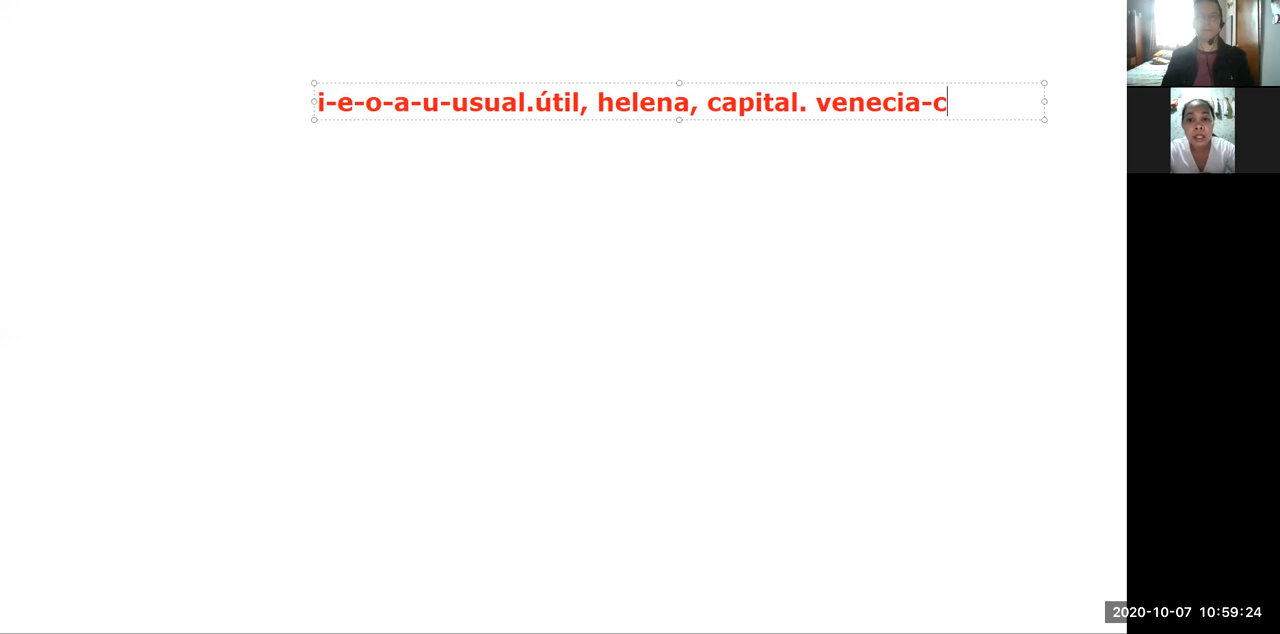 i-e-o-a-u-usual.útil, helena, capital. venecia-c
2020-10-07 10:59:24